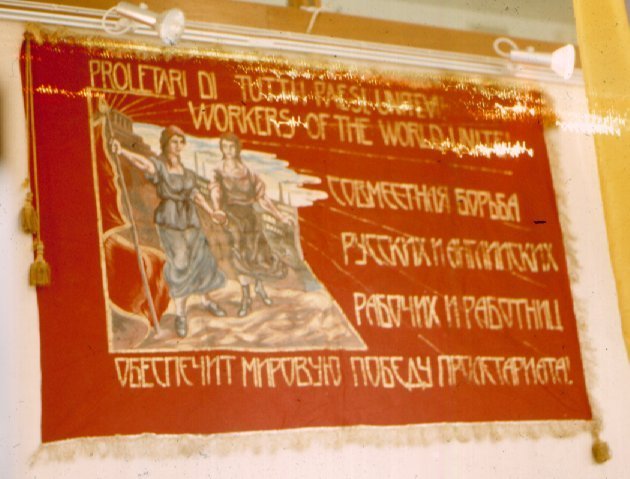 PROLETARI DI TUTTI I PAESI UNITEVI!
WORKERS OF THE WORLD UNITE!
СОВМЕСТНАЯ БОРЬБА
РУССКИХ И АНГЛИЙСКИХ
РАБОЧИХ И РАБОТНИЦ
ОБЕСПЕЧИТ МИРОВУЮ ПОБЕДУ ПРОЛЕТАРИАТА!